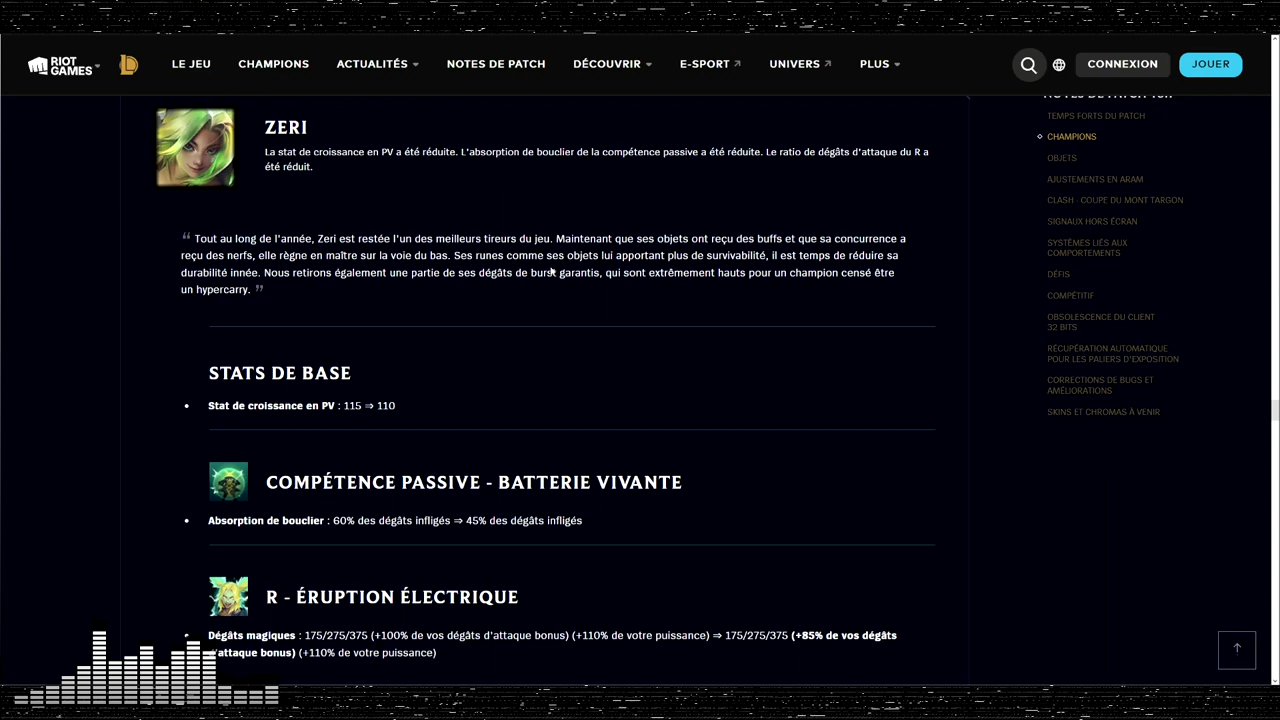 RIOT GAMES LE JEU CHAMPIONS ACTUALITÉS NOTES DE PATCH DÉCOUVRIR E-SPORT UNIVERS PLUS CONNEXION JOUER
ZERI
La stat de croissance en PV a été réduite. L'absorption de bouclier de la compétence passive a été réduite. Le ratio de dégâts d'attaque du R a
été réduit.
“ Tout au long de l'année, Zeri est restée l'un des meilleurs tireurs du jeu. Maintenant que ses objets ont reçu des buffs et que sa concurrence a
reçu des nerfs, elle règne en maître sur la voie du bas. Ses runes comme ses objets lui apportant plus de survivabilité, il est temps de réduire sa
durabilité innée. Nous retirons également une partie de ses dégâts de burst garantis, qui sont extrêmement hauts pour un champion censé être
un hypercarry. ”
STATS DE BASE
• Stat de croissance en PV : 115 ⇒ 110
COMPÉTENCE PASSIVE - BATTERIE VIVANTE
• Absorption de bouclier : 60% des dégâts infligés ⇒ 45% des dégâts infligés
R - ÉRUPTION ÉLECTRIQUE
• Dégâts magiques : 175/275/375 (+100% de vos dégâts d'attaque bonus) (+110% de votre puissance) ⇒ 175/275/375 (+85% de vos dégâts
d'attaque bonus) (+110% de votre puissance)
TEMPS FORTS DU PATCH
CHAMPIONS
OBJETS
AJUSTEMENTS EN ARAM
CLASH - COUPE DU MONT TARGON
SIGNAUX HORS ÉCRAN
SYSTÈMES LIÉS AUX
COMPORTEMENTS
DÉFIS
COMPÉTITIF
OBSOLESCENCE DU CLIENT
32 BITS
RÉCUPÉRATION AUTOMATIQUE
POUR LES PALIERS D'EXPOSITION
CORRECTIONS DE BUGS ET
AMÉLIORATIONS
SKINS ET CHROMAS À VENIR